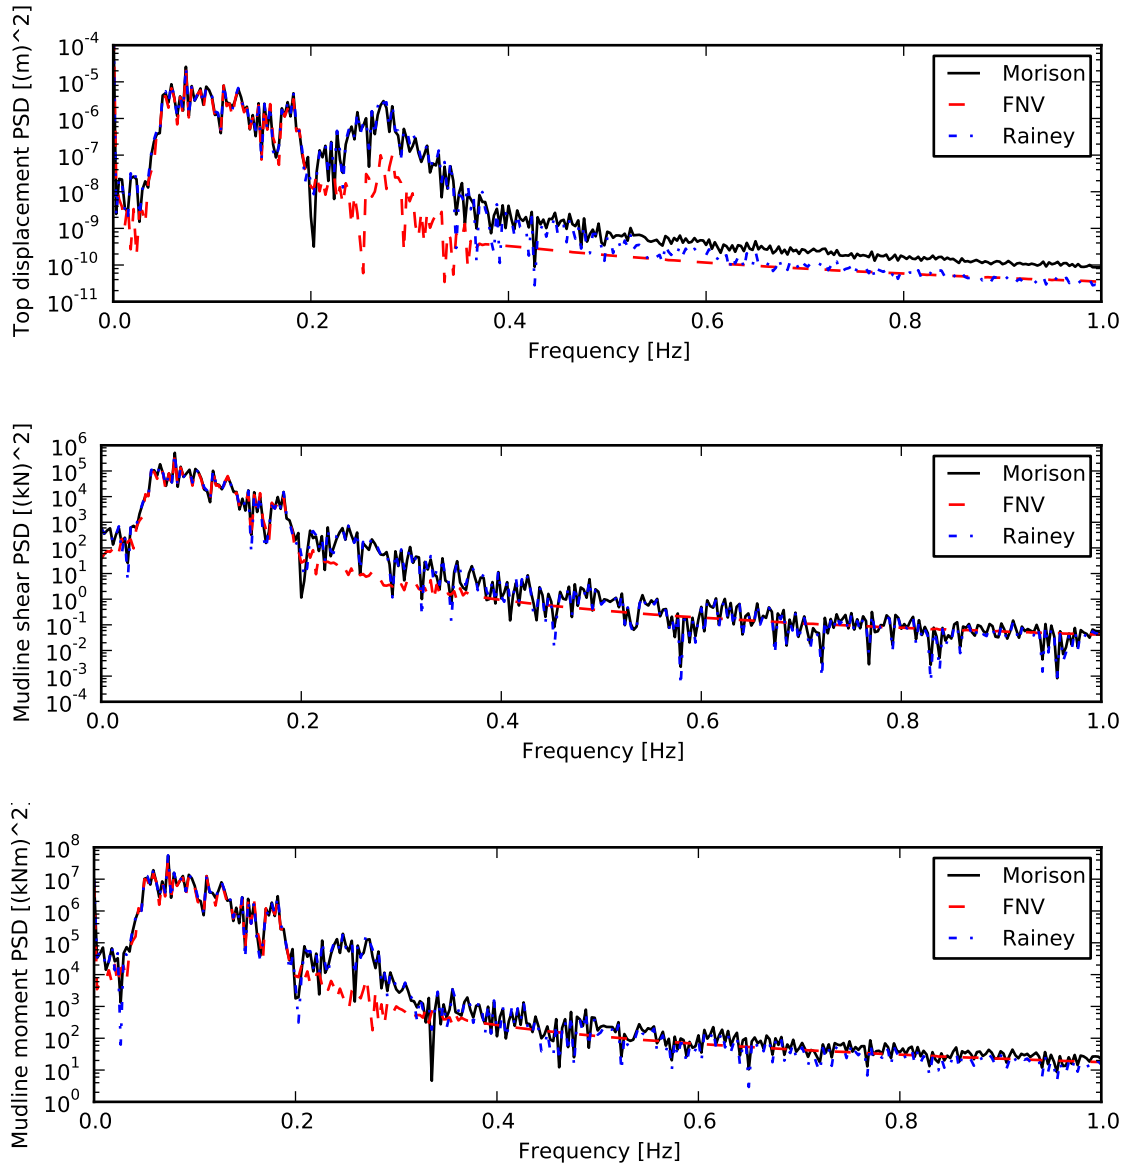 Top displacement PSD [(m)^2]
10^-4
10^-5
10^-6
10^-7
10^-8
10^-9
10^-10
10^-11
Morison
FNV
Rainey
0.0 0.2 0.4 0.6 0.8 1.0
Frequency [Hz]
Mudline shear PSD [(kN)^2]
10^6
10^5
10^4
10^3
10^2
10^1
10^0
10^-1
10^-2
10^-3
10^-4
Morison
FNV
Rainey
0.0 0.2 0.4 0.6 0.8 1.0
Frequency [Hz]
Mudline moment PSD [(kNm)^2
10^8
10^7
10^6
10^5
10^4
10^3
10^2
10^1
10^0
Morison
FNV
Rainey
0.0 0.2 0.4 0.6 0.8 1.0
Frequency [Hz]